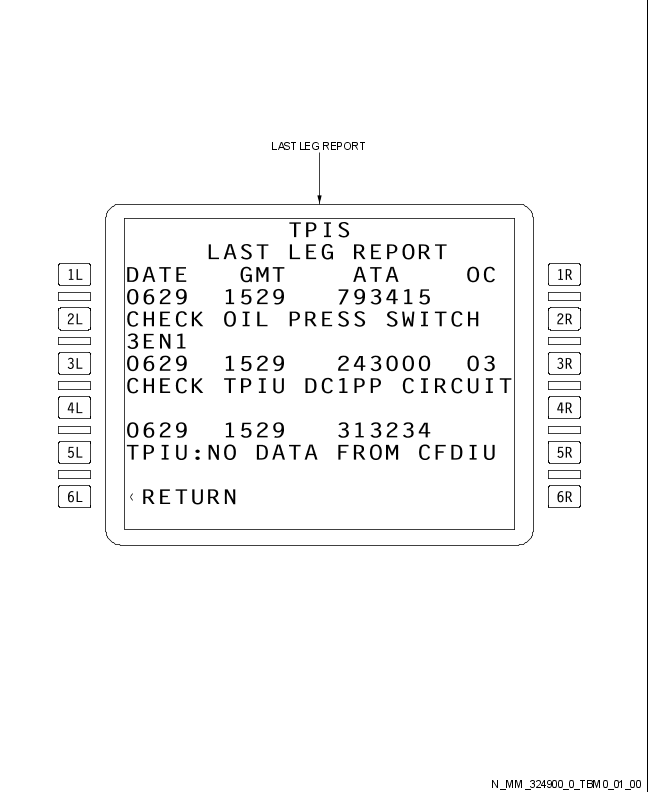 LAST LEG REPORT
TPIS
LAST LEG REPORT
1L DATE GMT ATA OC 1R
0629 1529 793415
2L CHECK OIL PRESS SWITCH 2R
3EN1
3L 0629 1529 243000 03 3R
CHECK TPIU DC1PP CIRCUIT
4L 4R
0629 1529 313234
5L TPIU:NO DATA FROM CFDIU 5R
6L ‹RETURN 6R
N_MM_324900_0_TBM0_01_00